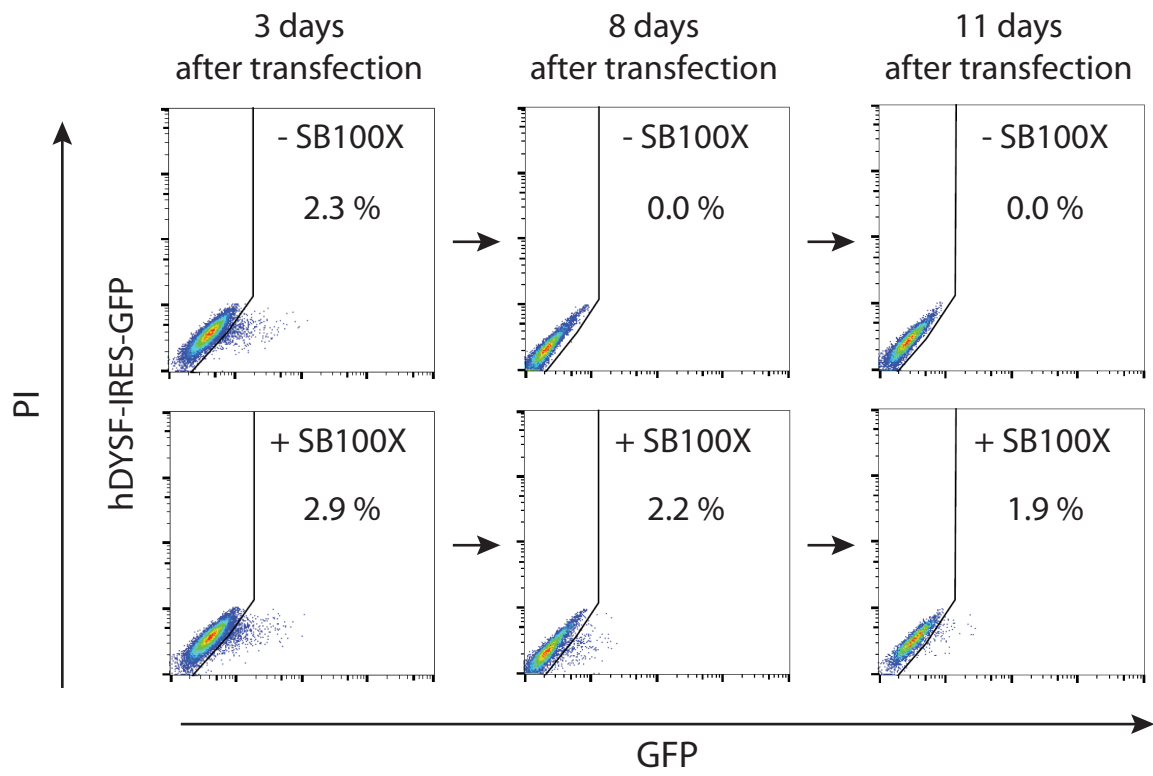 3 days
after transfection
8 days
after transfection
11 days
after transfection
- SB100X
2.3 %
- SB100X
0.0 %
- SB100X
0.0 %
PI
hDYSF-IRES-GFP
+ SB100X
2.9 %
+ SB100X
2.2 %
+ SB100X
1.9 %
GFP